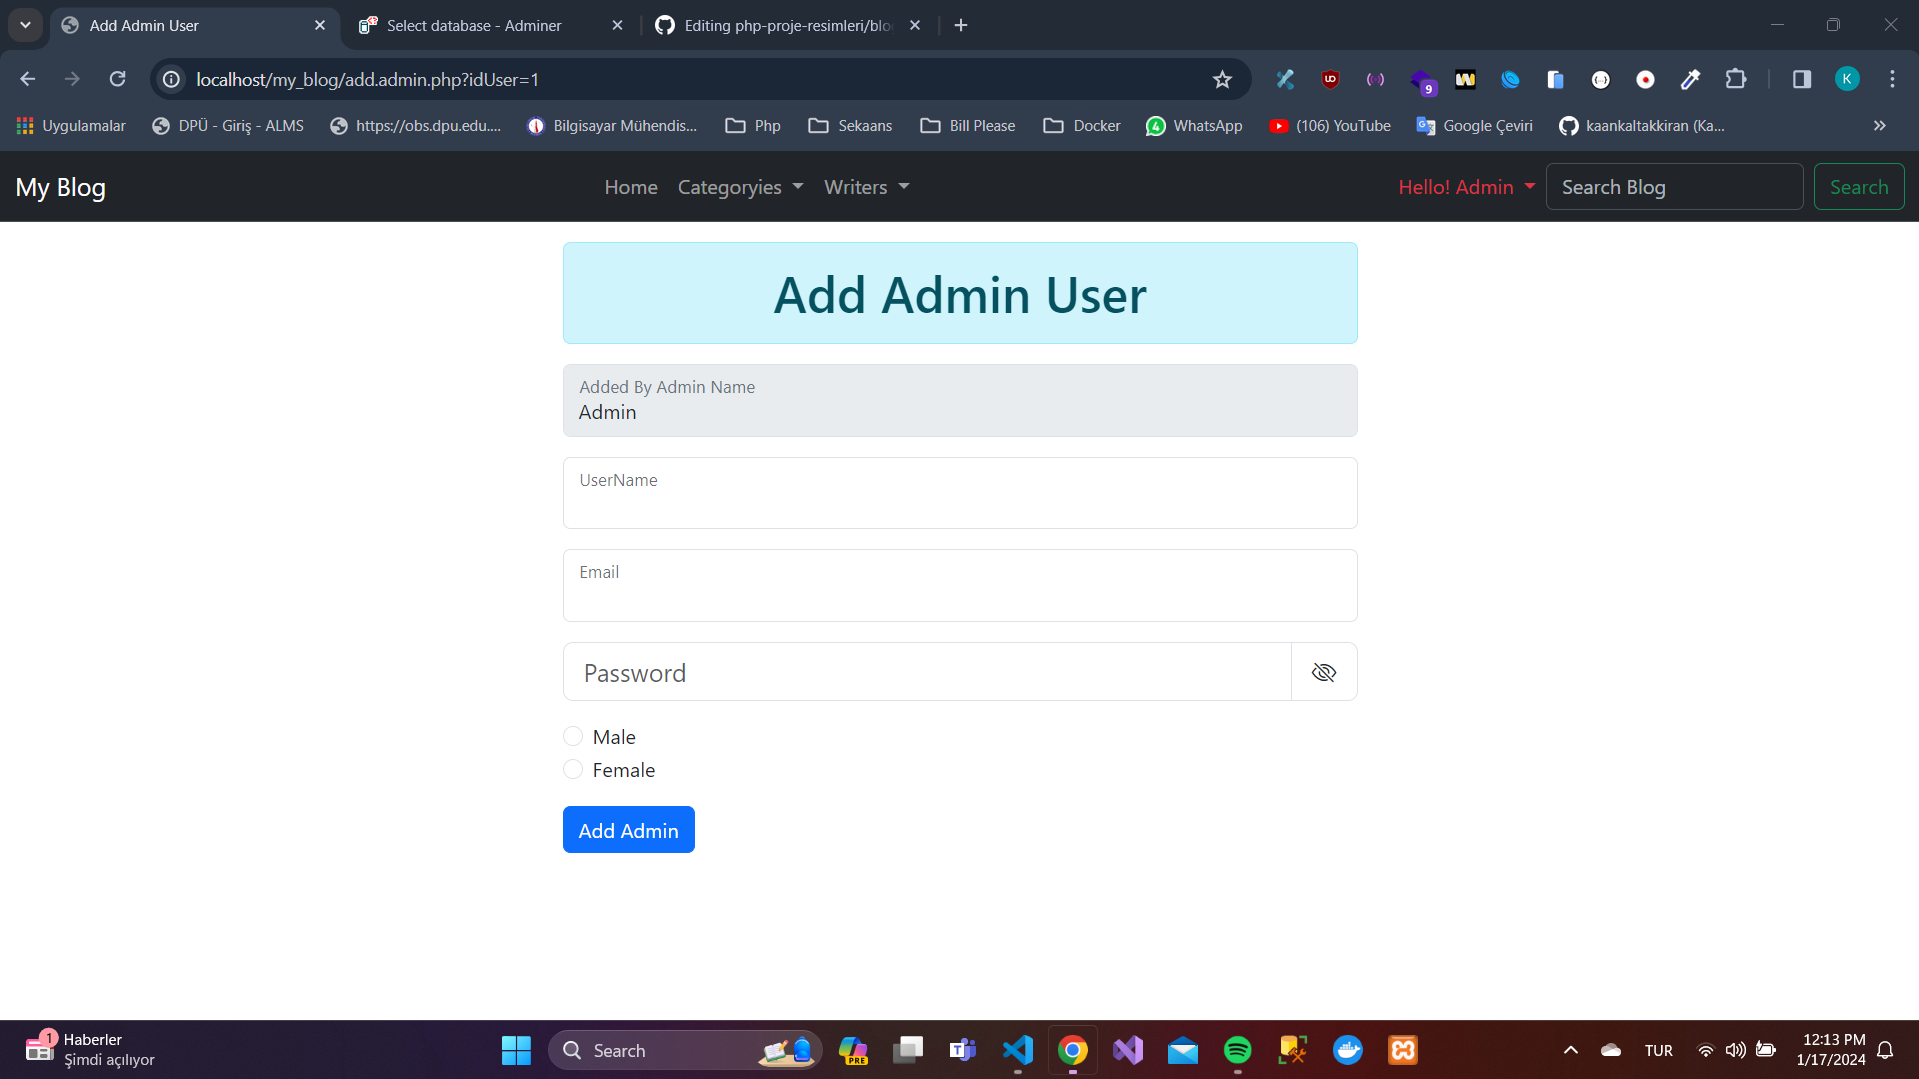 Add Admin User
Select database - Adminer
Editing php-proje-resimleri/blo
localhost/my_blog/add.admin.php?idUser=1
9
K
Uygulamalar
DPÜ - Giriş - ALMS
https://obs.dpu.edu....
Bilgisayar Mühendis...
Php
Sekaans
Bill Please
Docker
4
WhatsApp
(106) YouTube
Google Çeviri
kaankaltakkiran (Ka...
My Blog
Home
Categoryies
Writers
Hello! Admin
Search Blog
Search
Add Admin User
Added By Admin Name
Admin
UserName
Email
Password
Male
Female
Add Admin
1
Haberler
Şimdi açılıyor
Search
PRE
TUR
12:13 PM
1/17/2024